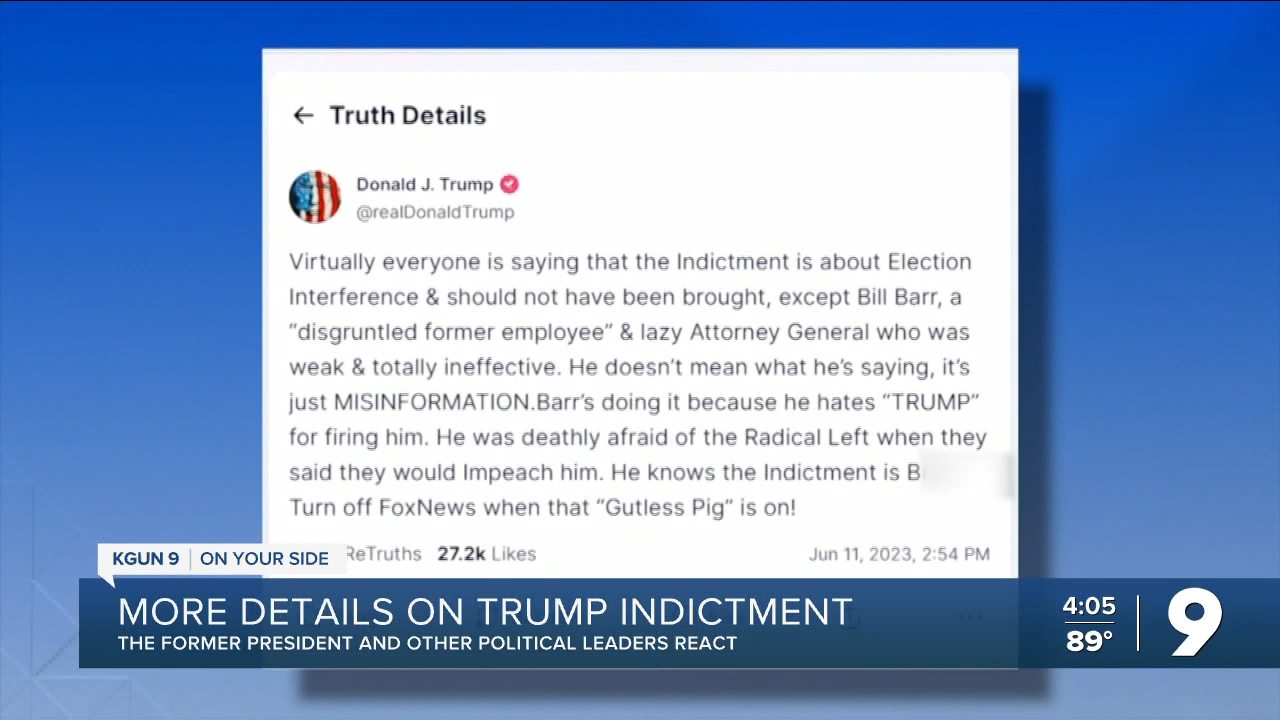 ← Truth Details
Donald J. Trump
@realDonaldTrump
Virtually everyone is saying that the Indictment is about Election
Interference & should not have been brought, except Bill Barr, a
“disgruntled former employee” & lazy Attorney General who was
weak & totally ineffective. He doesn’t mean what he’s saying, it’s
just MISINFORMATION.Barr’s doing it because he hates “TRUMP”
for firing him. He was deathly afraid of the Radical Left when they
said they would Impeach him. He knows the Indictment is B
Turn off FoxNews when that “Gutless Pig” is on!
ReTruths 27.2k Likes Jun 11, 2023, 2:54 PM
KGUN 9 | ON YOUR SIDE
MORE DETAILS ON TRUMP INDICTMENT
THE FORMER PRESIDENT AND OTHER POLITICAL LEADERS REACT
4:05
89°
9